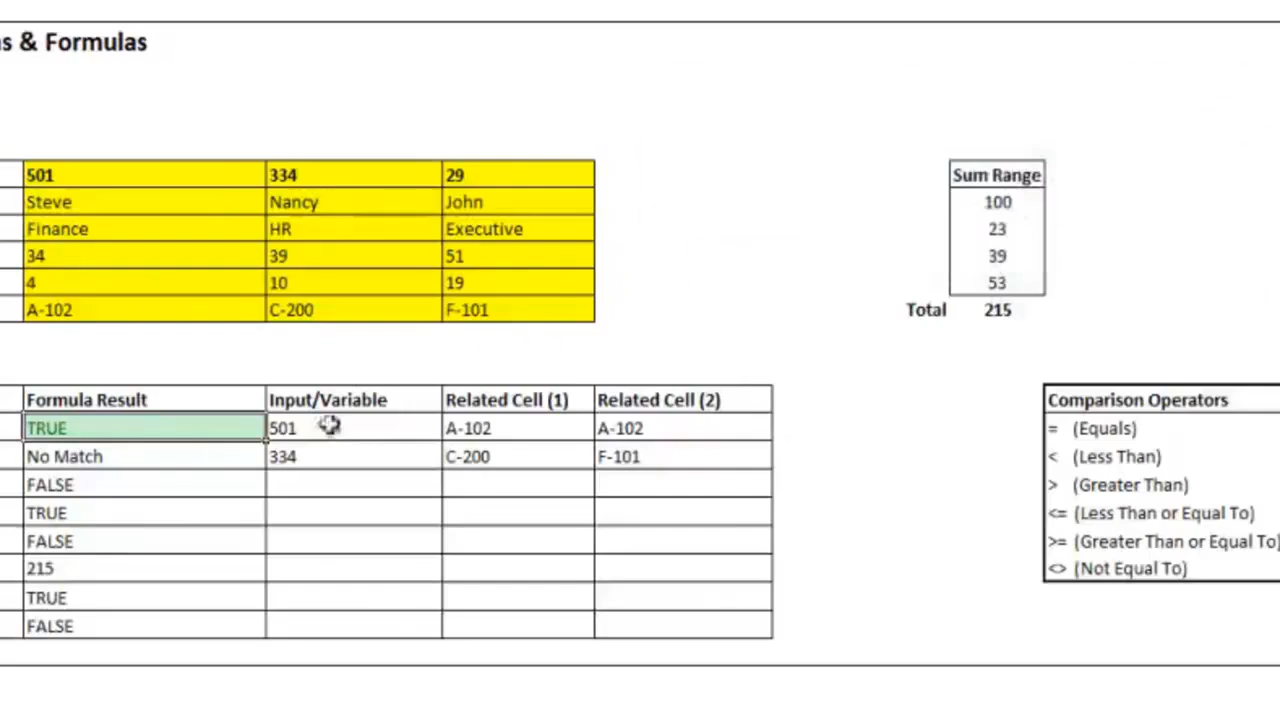 s & Formulas
501 334 29
Steve Nancy John
Finance HR Executive
34 39 51
4 10 19
A-102 C-200 F-101
Sum Range
100
23
39
53
Total 215
Formula Result Input/Variable Related Cell (1) Related Cell (2)
TRUE 501 A-102 A-102
No Match 334 C-200 F-101
FALSE
TRUE
FALSE
215
TRUE
FALSE
Comparison Operators
= (Equals)
< (Less Than)
> (Greater Than)
<= (Less Than or Equal To)
>= (Greater Than or Equal To)
<> (Not Equal To)